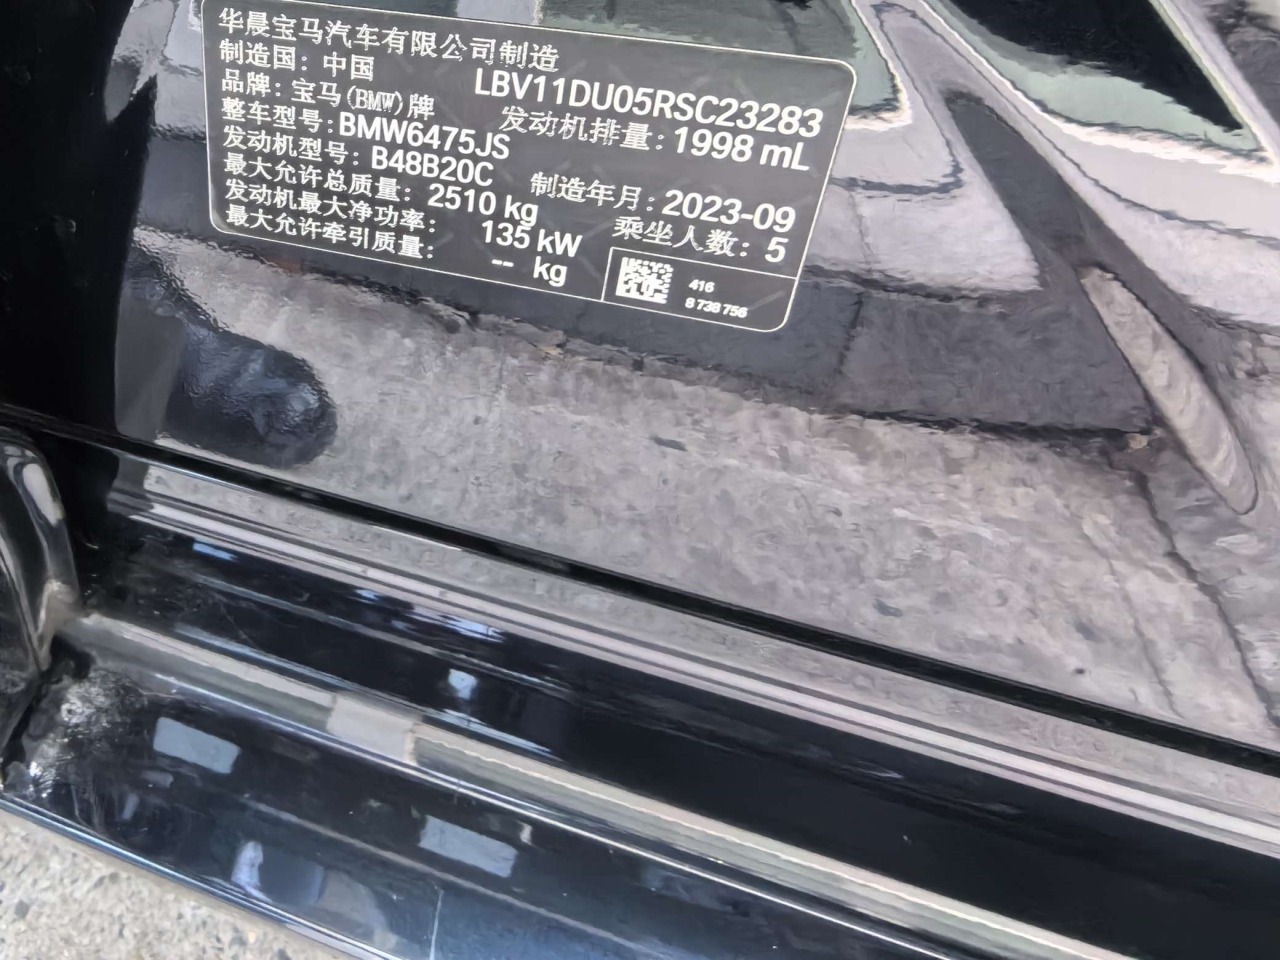 华晨宝马汽车有限公司制造
制造国: 中国
LBV11DU05RSC23283
品牌: 宝马(BMW)牌
发动机排量: 1998 mL
整车型号: BMW6475JS
发动机型号: B48B20C
制造年月: 2023-09
最大允许总质量: 2510 kg
乘坐人数: 5
发动机最大净功率: 135 kW
最大允许牵引质量: -- kg
416
8 738 756